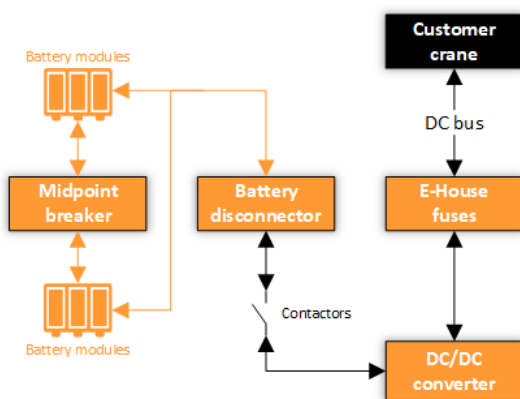 Customer
crane
Battery modules
DC bus
Midpoint
breaker
Battery
disconnector
E-House
fuses
Contactors
Battery modules
DC/DC
converter